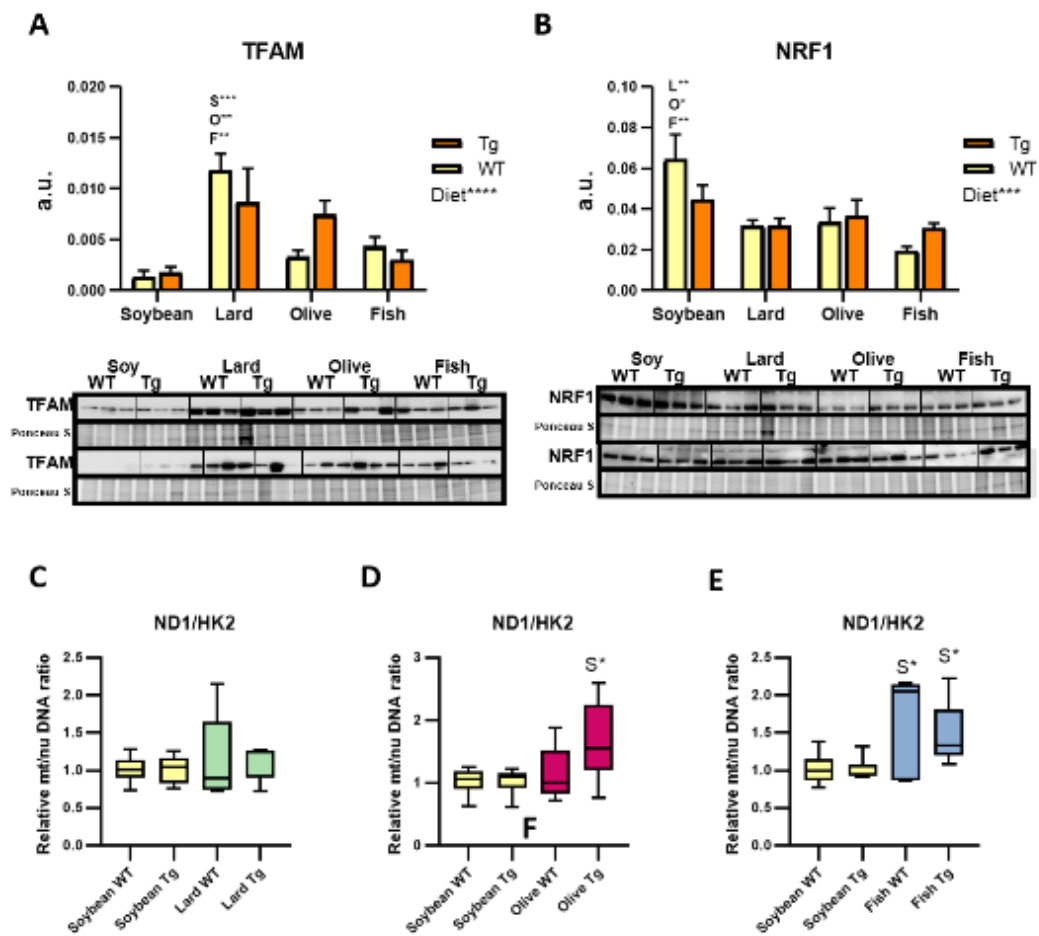 A
TFAM
a.u.
0.020
0.015
0.010
0.005
0.000
S***
O**
F**
Tg
WT
Diet****
Soybean Lard Olive Fish
Soy Lard Olive Fish
WT Tg WT Tg WT Tg WT Tg
TFAM
Ponceau S
TFAM
Ponceau S
B
NRF1
a.u.
0.10
0.08
0.06
0.04
0.02
0.00
L**
O*
F**
Tg
WT
Diet***
Soybean Lard Olive Fish
Soy Lard Olive Fish
WT Tg WT Tg WT Tg WT Tg
NRF1
Ponceau S
NRF1
Ponceau S
C
ND1/HK2
Relative mt/nu DNA ratio
2.5
2.0
1.5
1.0
0.5
0.0
Soybean WT
Soybean Tg
Lard WT
Lard Tg
D
ND1/HK2
Relative mt/nu DNA ratio
3
2
1
0
S*
F
Soybean WT
Soybean Tg
Olive WT
Olive Tg
E
ND1/HK2
Relative mt/nu DNA ratio
2.5
2.0
1.5
1.0
0.5
0.0
S*
S*
Soybean WT
Soybean Tg
Fish WT
Fish Tg